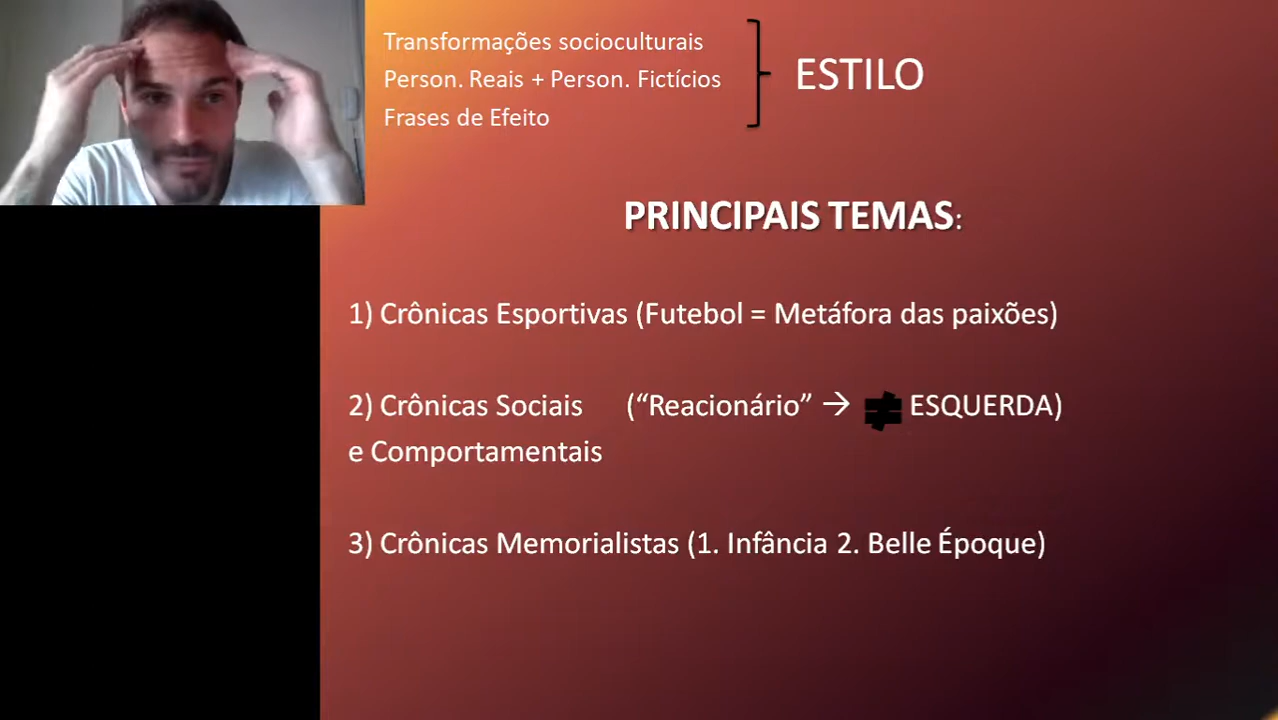 Transformações socioculturais
Person. Reais + Person. Fictícios
Frases de Efeito
ESTILO
PRINCIPAIS TEMAS:
1) Crônicas Esportivas (Futebol = Metáfora das paixões)
2) Crônicas Sociais (“Reacionário” → ≠ ESQUERDA)
e Comportamentais
3) Crônicas Memorialistas (1. Infância 2. Belle Époque)